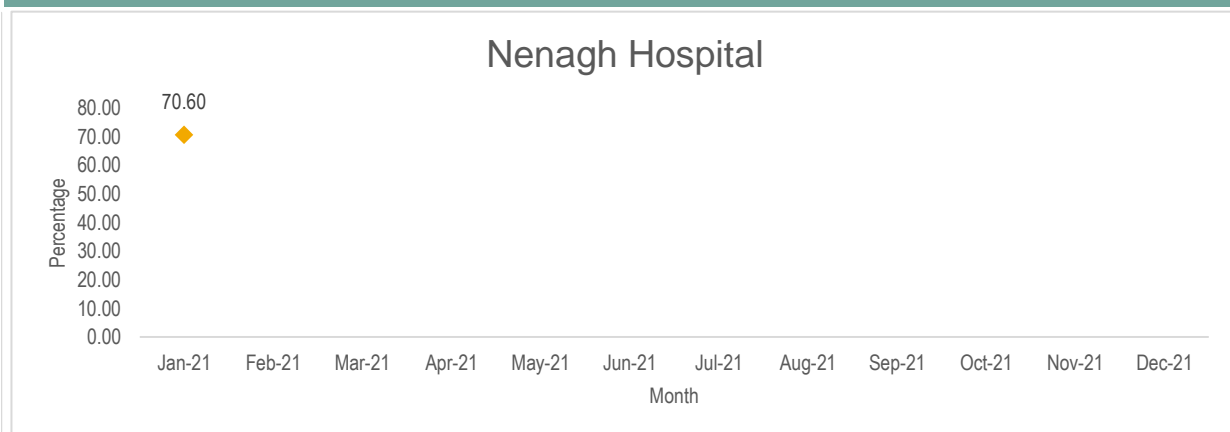 Nenagh Hospital
70.60
80.00
70.00
60.00
50.00
40.00
30.00
20.00
10.00
0.00
Percentage
Jan-21 Feb-21 Mar-21 Apr-21 May-21 Jun-21 Jul-21 Aug-21 Sep-21 Oct-21 Nov-21 Dec-21
Month